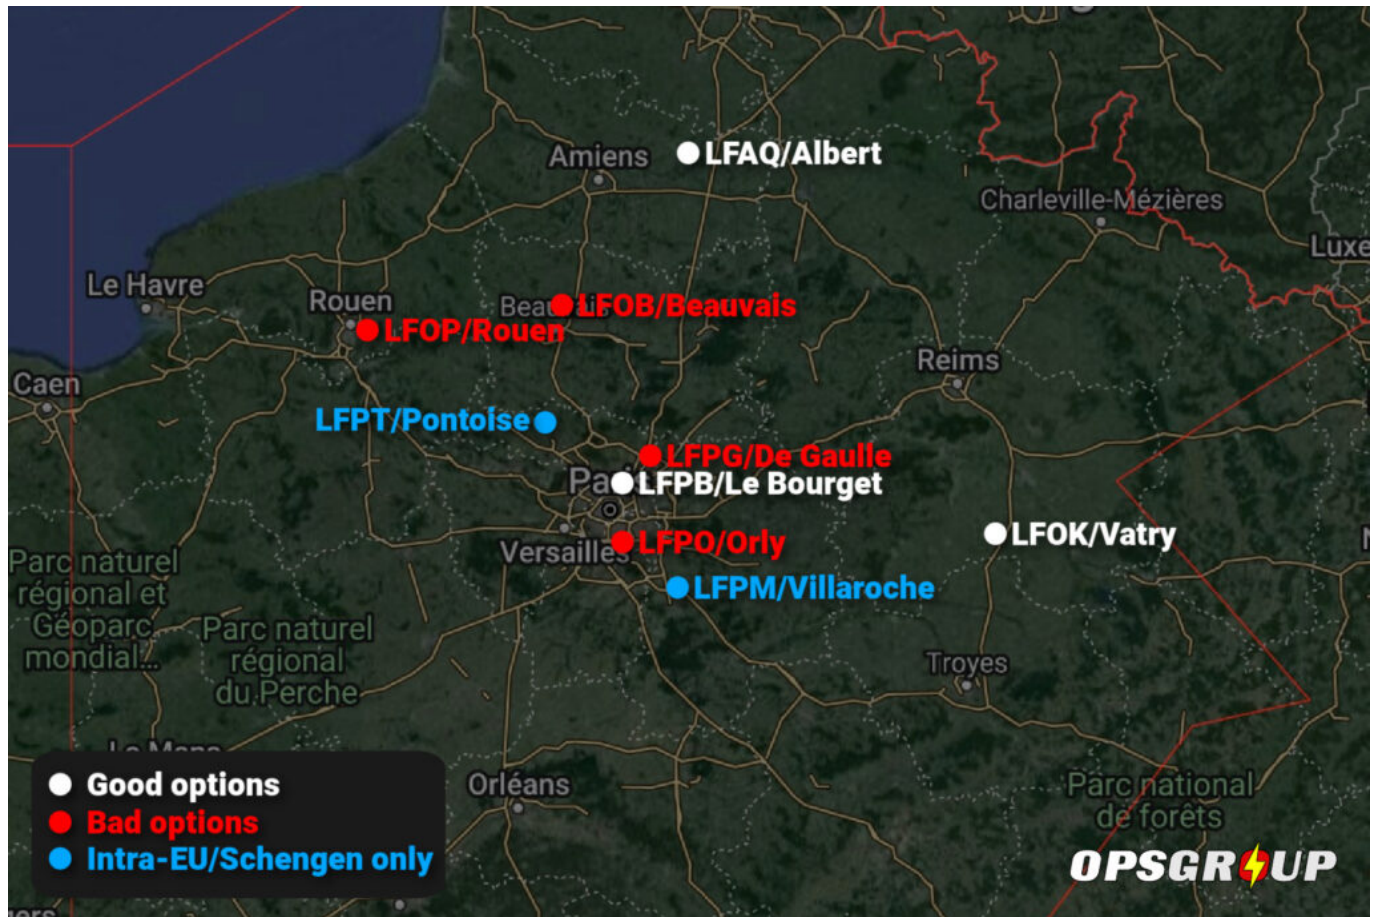 Amiens
LFAQ/Albert
Charleville-Mézières
Luxe
Le Havre
Rouen
LFOB/Beauvais
LFOP/Rouen
Reims
Caen
LFPT/Pontoise
LFPG/De Gaulle
LFPB/Le Bourget
LFOK/Vatry
LFPO/Orly
Versailles
Parc naturel
régional et
Géoparc
mondial...
LFPM/Villaroche
Parc naturel
régional
du Perche
Troyes
Le Mans
Good options
Bad options
Intra-EU/Schengen only
Orléans
Parc national
de forêts
OPSGROUP